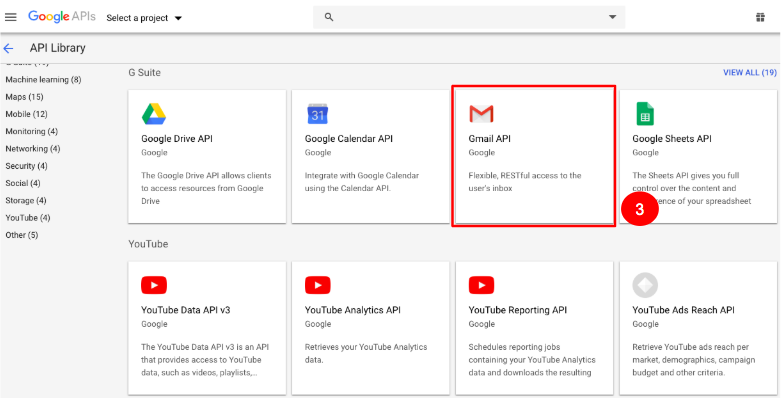 Google APIs Select a project
API Library
Machine learning (8)
Maps (15)
Mobile (12)
Monitoring (4)
Networking (4)
Security (4)
Social (4)
Storage (4)
YouTube (4)
Other (5)
G Suite
VIEW ALL (19)
31
Google Drive API
Google
The Google Drive API allows clients
to access resources from Google
Drive
Google Calendar API
Google
Integrate with Google Calendar
using the Calendar API.
Gmail API
Google
Flexible, RESTful access to the
user's inbox
Google Sheets API
Google
The Sheets API gives you full
control over the content and
of your spreadsheet
3
YouTube
YouTube Data API v3
Google
The YouTube Data API v3 is an API
that provides access to YouTube
data, such as videos, playlists,...
YouTube Analytics API
Google
Retrieves your YouTube Analytics
data.
YouTube Reporting API
Google
Schedules reporting jobs
containing your YouTube Analytics
data and downloads the resulting
YouTube Ads Reach API
Google
Retrieve YouTube ads reach per
market, demographics, campaign
budget and other criteria.